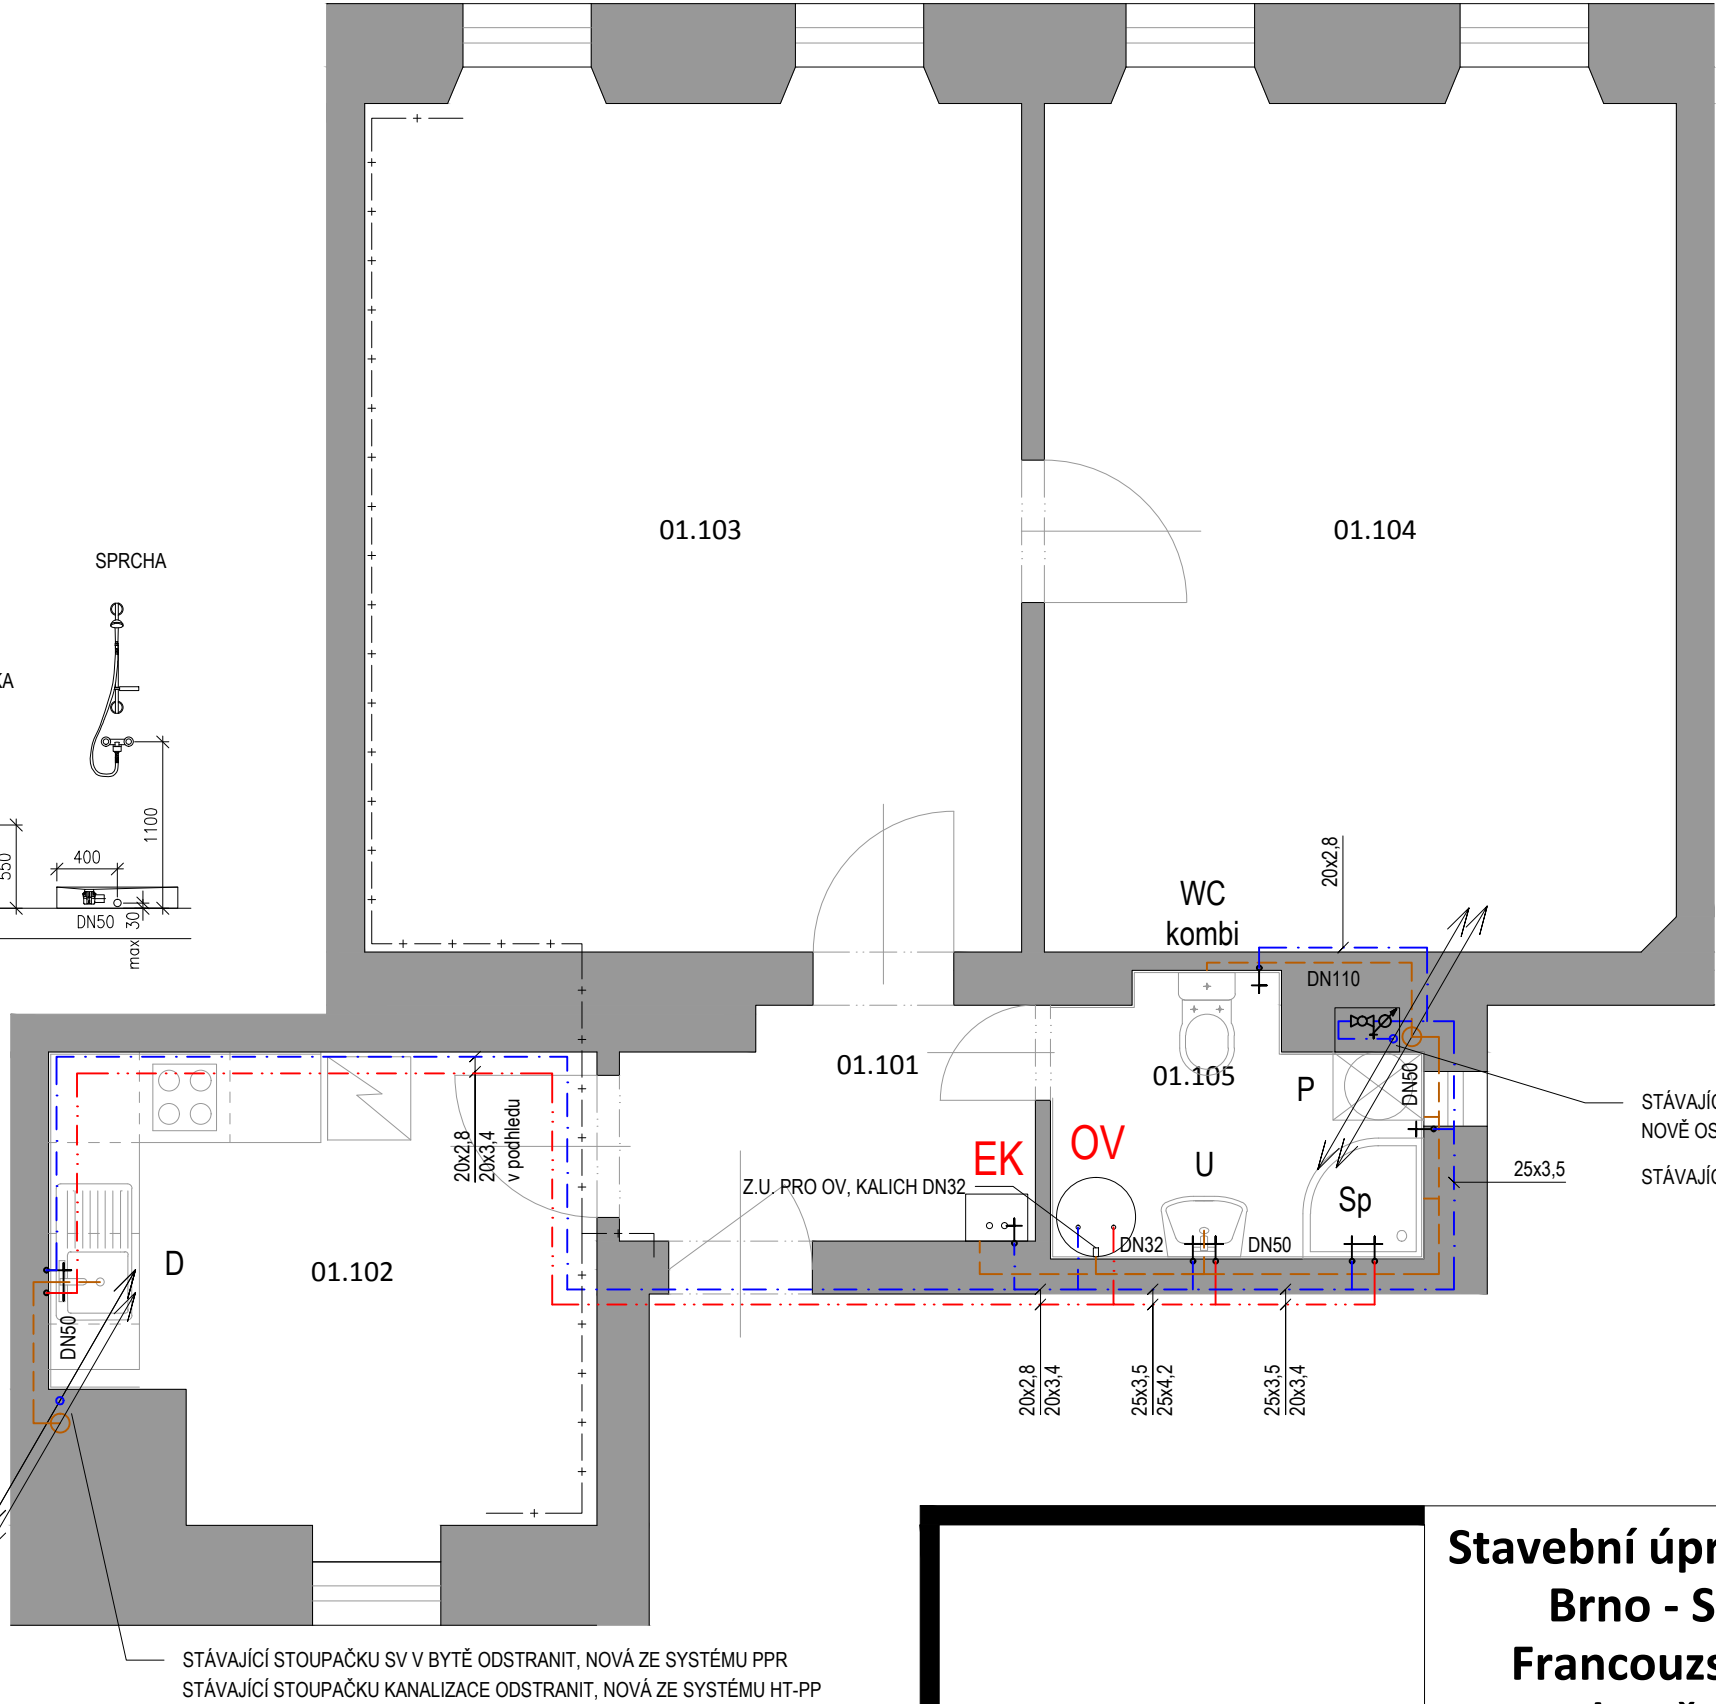 01.103
01.104
SPRCHA
KA
1100
550
400
DN50
max 30
20x2,8
WC
kombi
DN110
01.101
01.105
P
DN50
STÁVAJÍC
NOVĚ OS
STÁVAJÍC
25x3,5
EK
OV
U
Sp
Z.U. PRO OV, KALICH DN32
DN32
DN50
20x2,8
20x3,4
v podhledu
D
01.102
DN50
20x2,8
20x3,4
25x3,5
25x4,2
25x3,5
20x3,4
STÁVAJÍCÍ STOUPAČKU SV V BYTĚ ODSTRANIT, NOVÁ ZE SYSTÉMU PPR
STÁVAJÍCÍ STOUPAČKU KANALIZACE ODSTRANIT, NOVÁ ZE SYSTÉMU HT-PP
Stavební úpr
Brno - S
Francouzs